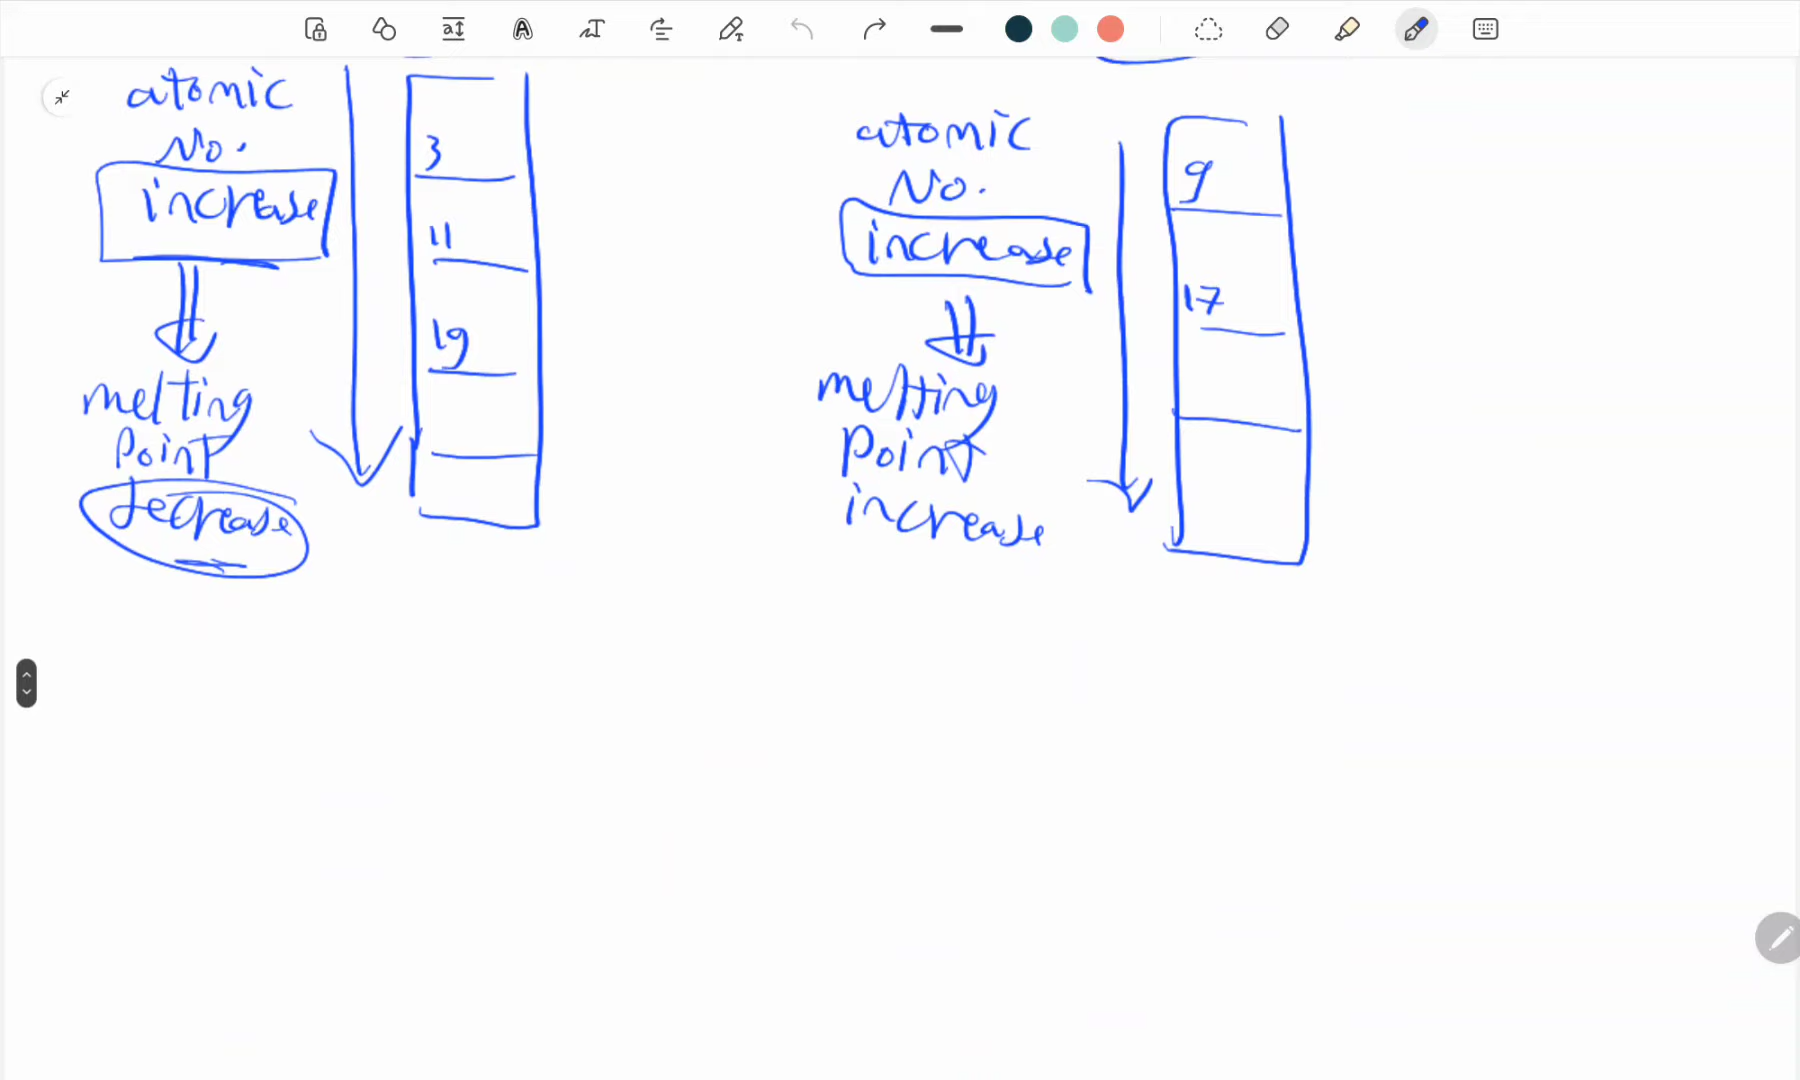 atomic
No.
increase
melting
point
decrease
3
11
19
atomic
No.
increase
melting
point
increase
9
17